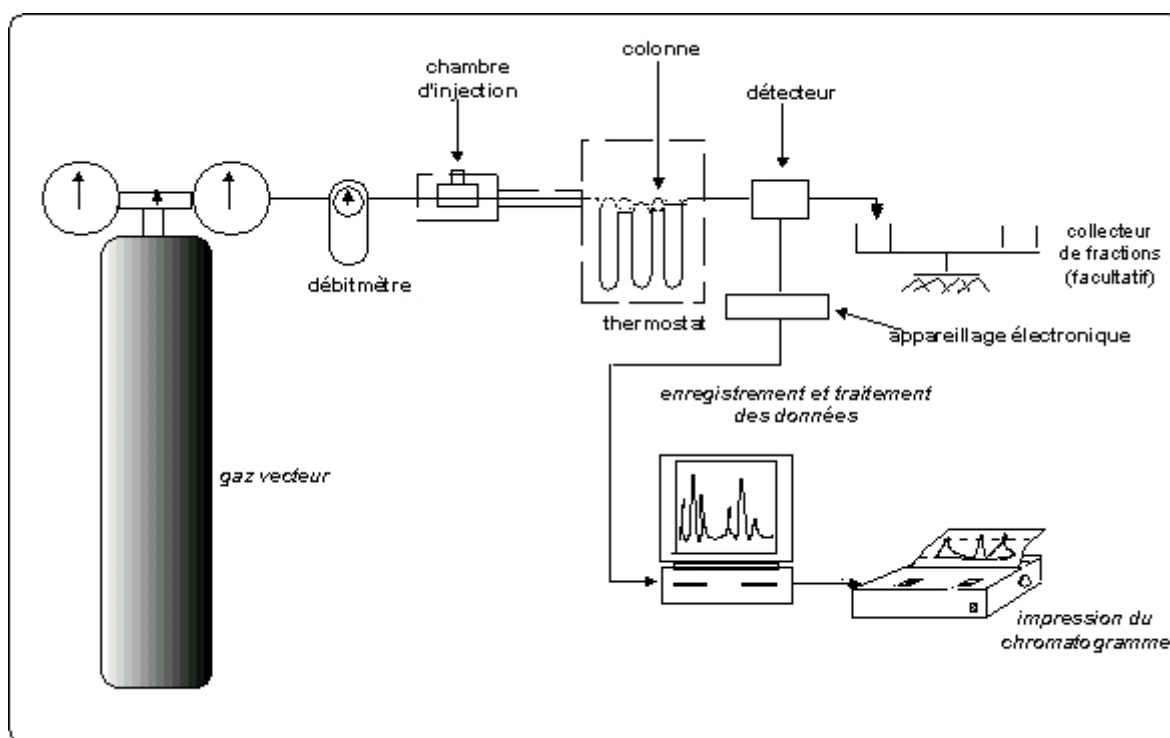 colonne
chambre
d'injection
détecteur
débitmètre
collecteur
de fractions
(facultatif)
thermostat
appareillage électronique
enregistrement et traitement
des données
gaz vecteur
impression du
chromatogramme